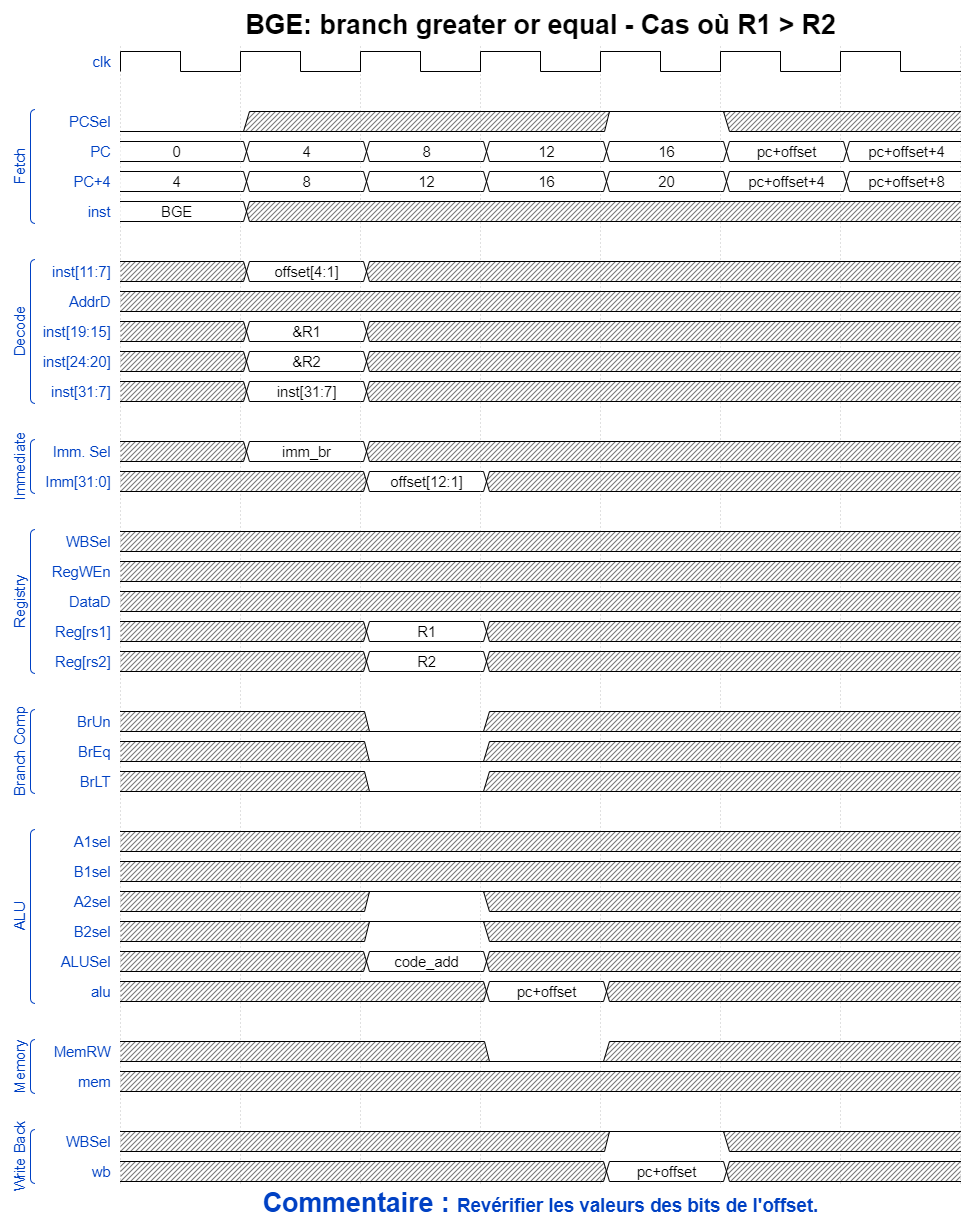 BGE: branch greater or equal - Cas où R1 > R2
clk
Fetch
PCSel
PC 0 4 8 12 16 pc+offset pc+offset+4
PC+4 4 8 12 16 20 pc+offset+4 pc+offset+8
inst BGE
Decode
inst[11:7] offset[4:1]
AddrD
inst[19:15] &R1
inst[24:20] &R2
inst[31:7] inst[31:7]
Immediate
Imm. Sel imm_br
Imm[31:0] offset[12:1]
Registry
WBSel
RegWEn
DataD
Reg[rs1] R1
Reg[rs2] R2
Branch Comp
BrUn
BrEq
BrLT
ALU
A1sel
B1sel
A2sel
B2sel
ALUSel code_add
alu pc+offset
Memory
MemRW
mem
Write Back
WBSel
wb pc+offset
Commentaire : Revérifier les valeurs des bits de l'offset.